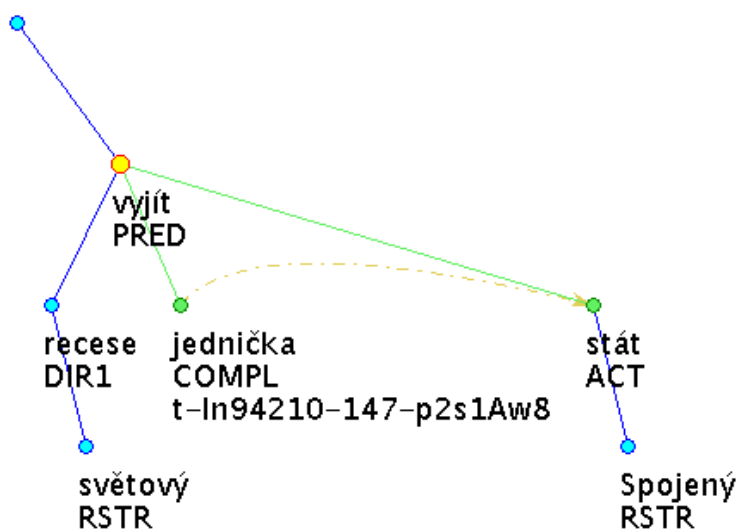 vyjít
PRED
recese
DIR1
jednička
COMPL
t-ln94210-147-p2s1Aw8
stát
ACT
světový
RSTR
Spojený
RSTR